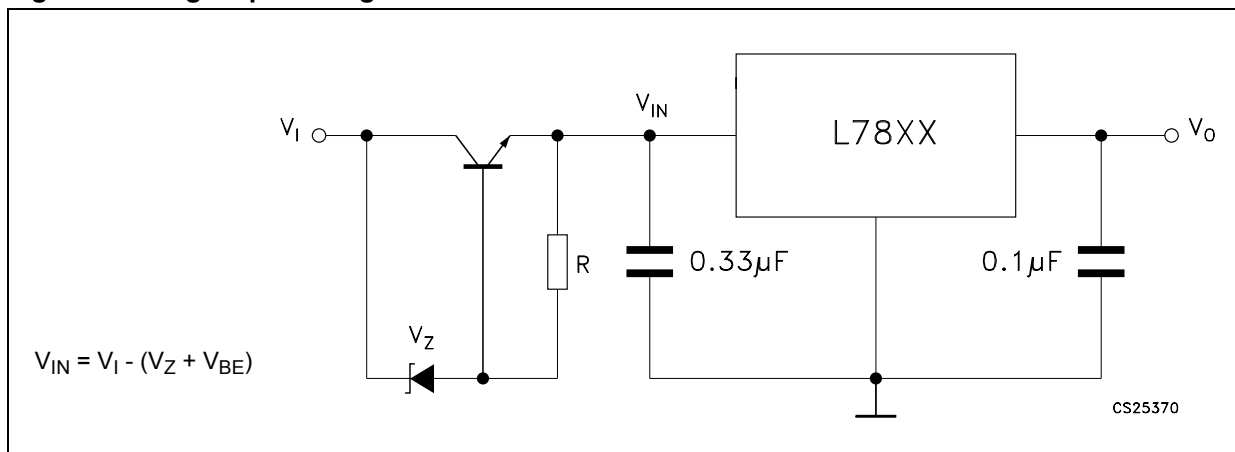 V_IN
V_I
L78XX
V_O
R
0.33µF
0.1µF
V_Z
V_IN = V_I - (V_Z + V_BE)
CS25370